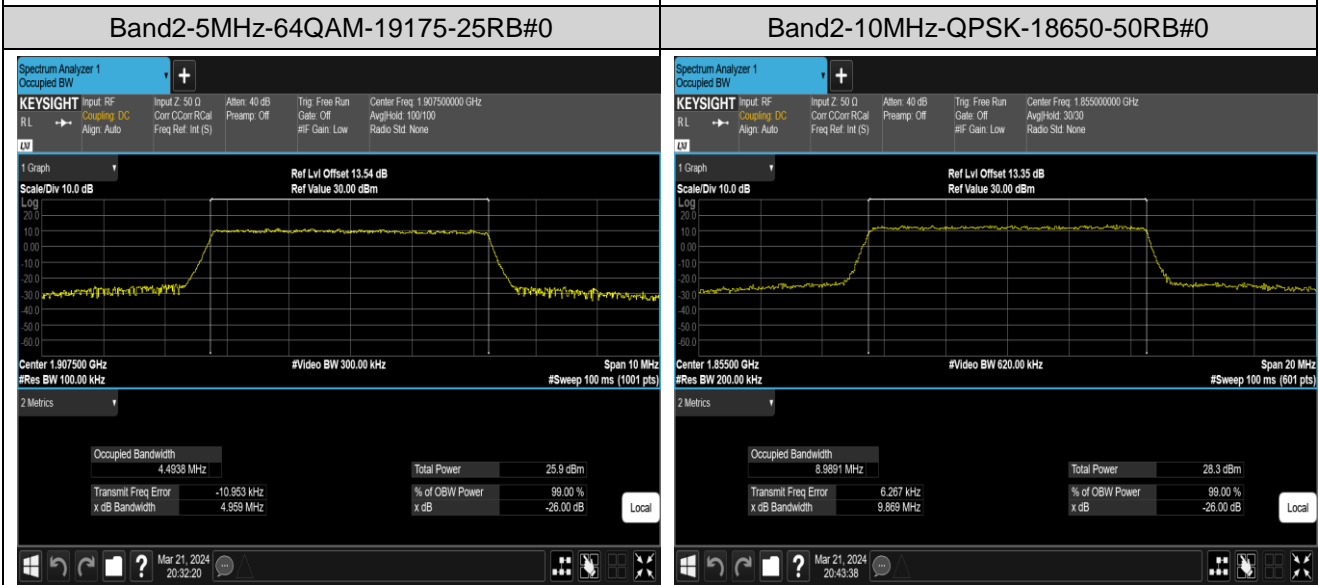 Band2-5MHz-64QAM-19175-25RB#0
Spectrum Analyzer 1
Occupied BW
KEYSIGHT
RL
LXI
Input: RF
Coupling: DC
Align: Auto
Input Z: 50 Ω
Corr CCorr RCal
Freq Ref: Int (S)
Atten: 40 dB
Preamp: Off
Trig: Free Run
Gate: Off
#IF Gain: Low
Center Freq: 1.907500000 GHz
Avg|Hold: 100/100
Radio Std: None
1 Graph
Scale/Div 10.0 dB
Ref Lvl Offset 13.54 dB
Ref Value 30.00 dBm
Log
20.0
10.0
0.00
-10.0
-20.0
-30.0
-40.0
-50.0
-60.0
Center 1.907500 GHz
#Video BW 300.00 kHz
Span 10 MHz
#Res BW 100.00 kHz
#Sweep 100 ms (1001 pts)
2 Metrics
Occupied Bandwidth
4.4938 MHz
Total Power 25.9 dBm
Transmit Freq Error -10.953 kHz
% of OBW Power 99.00 %
x dB Bandwidth 4.959 MHz
x dB -26.00 dB
Local
?
Mar 21, 2024
20:32:20
Band2-10MHz-QPSK-18650-50RB#0
Spectrum Analyzer 1
Occupied BW
KEYSIGHT
RL
LXI
Input: RF
Coupling: DC
Align: Auto
Input Z: 50 Ω
Corr CCorr RCal
Freq Ref: Int (S)
Atten: 40 dB
Preamp: Off
Trig: Free Run
Gate: Off
#IF Gain: Low
Center Freq: 1.855000000 GHz
Avg|Hold: 30/30
Radio Std: None
1 Graph
Scale/Div 10.0 dB
Ref Lvl Offset 13.35 dB
Ref Value 30.00 dBm
Log
20.0
10.0
0.00
-10.0
-20.0
-30.0
-40.0
-50.0
-60.0
Center 1.85500 GHz
#Video BW 620.00 kHz
Span 20 MHz
#Res BW 200.00 kHz
#Sweep 100 ms (601 pts)
2 Metrics
Occupied Bandwidth
8.9891 MHz
Total Power 28.3 dBm
Transmit Freq Error 6.267 kHz
% of OBW Power 99.00 %
x dB Bandwidth 9.869 MHz
x dB -26.00 dB
Local
?
Mar 21, 2024
20:43:38